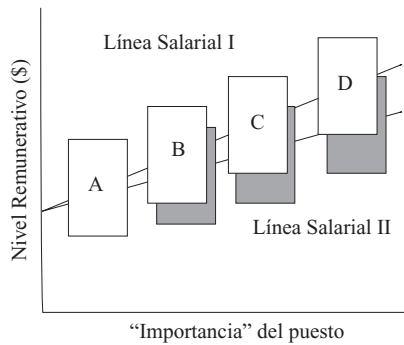 Línea Salarial I
Nivel Remunerativo ($)
D
C
B
A
Línea Salarial II
“Importancia” del puesto